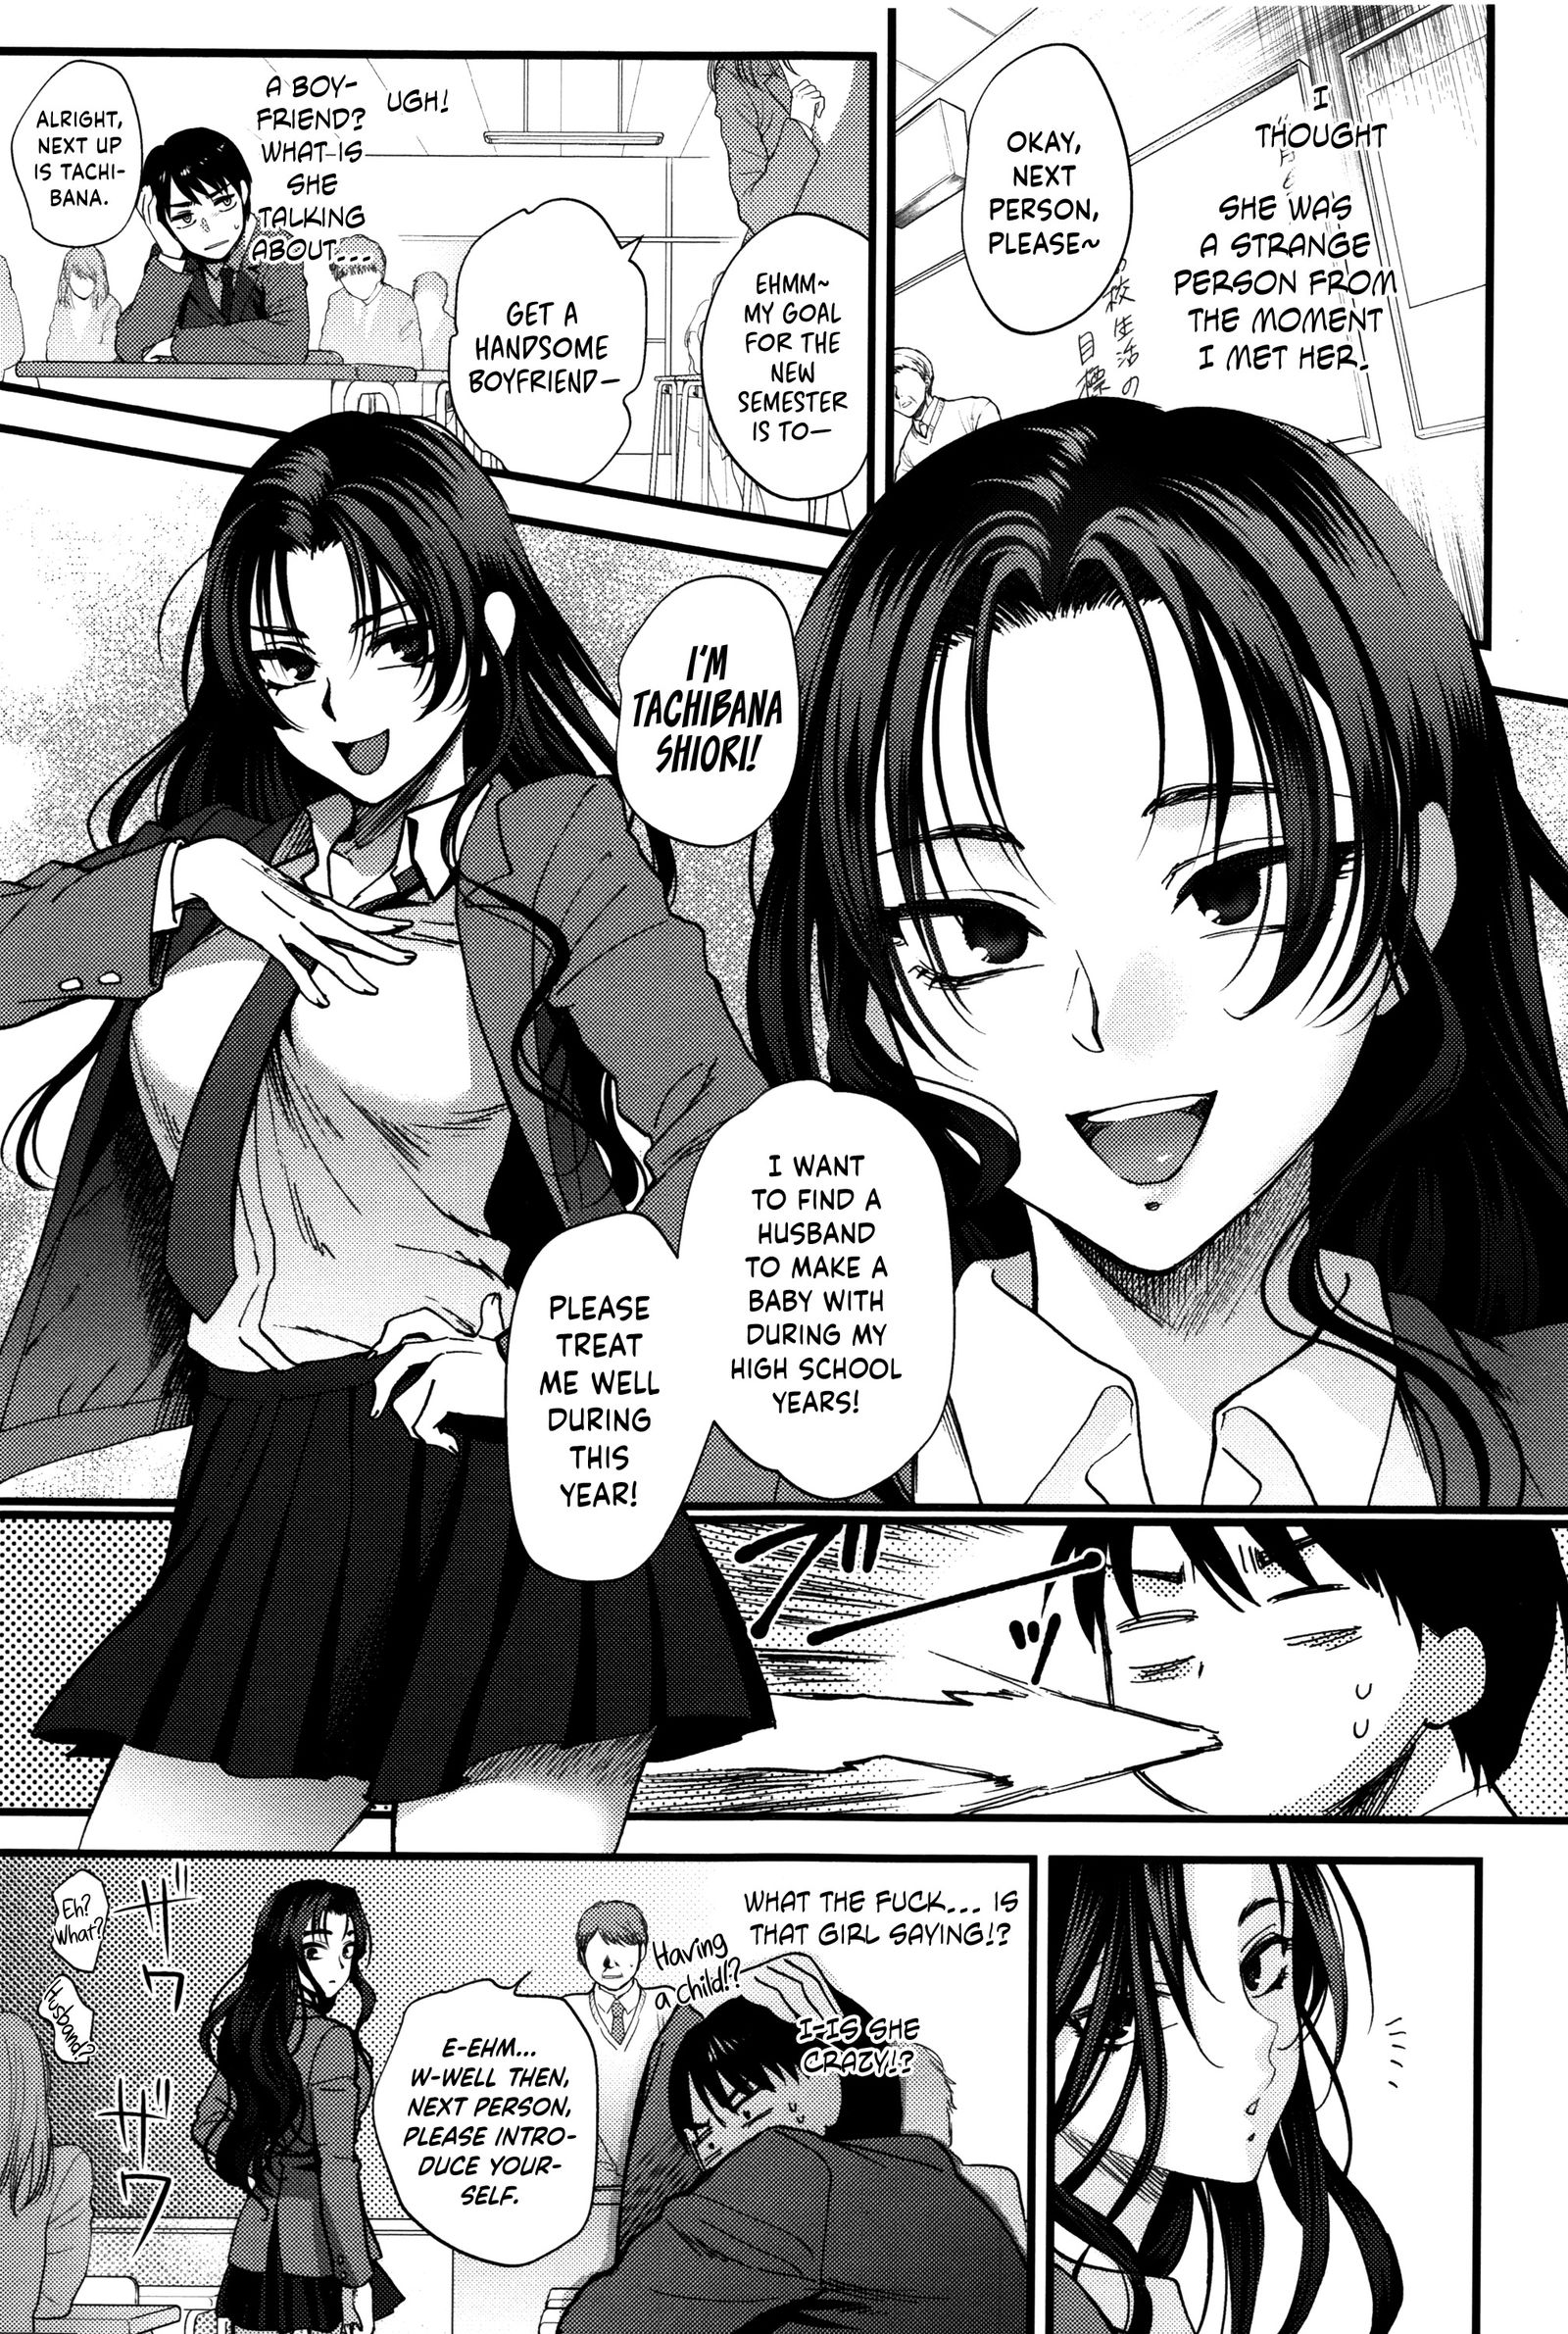 I
THOUGHT
SHE WAS
A STRANGE
PERSON FROM
THE MOMENT
I MET HER.
OKAY,
NEXT
PERSON,
PLEASE~
校生活の
目標
EHMM~
MY GOAL
FOR THE
NEW
SEMESTER
IS TO—
GET A
HANDSOME
BOYFRIEND—
UGH!
A BOY-
FRIEND?
WHAT IS
SHE
TALKING
ABOUT...
ALRIGHT,
NEXT UP
IS TACHI-
BANA.
I'M
TACHIBANA
SHIORI!
I WANT
TO FIND A
HUSBAND
TO MAKE A
BABY WITH
DURING MY
HIGH SCHOOL
YEARS!
PLEASE
TREAT
ME WELL
DURING
THIS
YEAR!
WHAT THE FUCK... IS
THAT GIRL SAYING!?
I-IS SHE
CRAZY!?
Having
a child!?
E-EHM...
W-WELL THEN,
NEXT PERSON,
PLEASE INTRO-
DUCE YOUR-
SELF.
ザワ
ザワ
Eh?
What?
Husband?